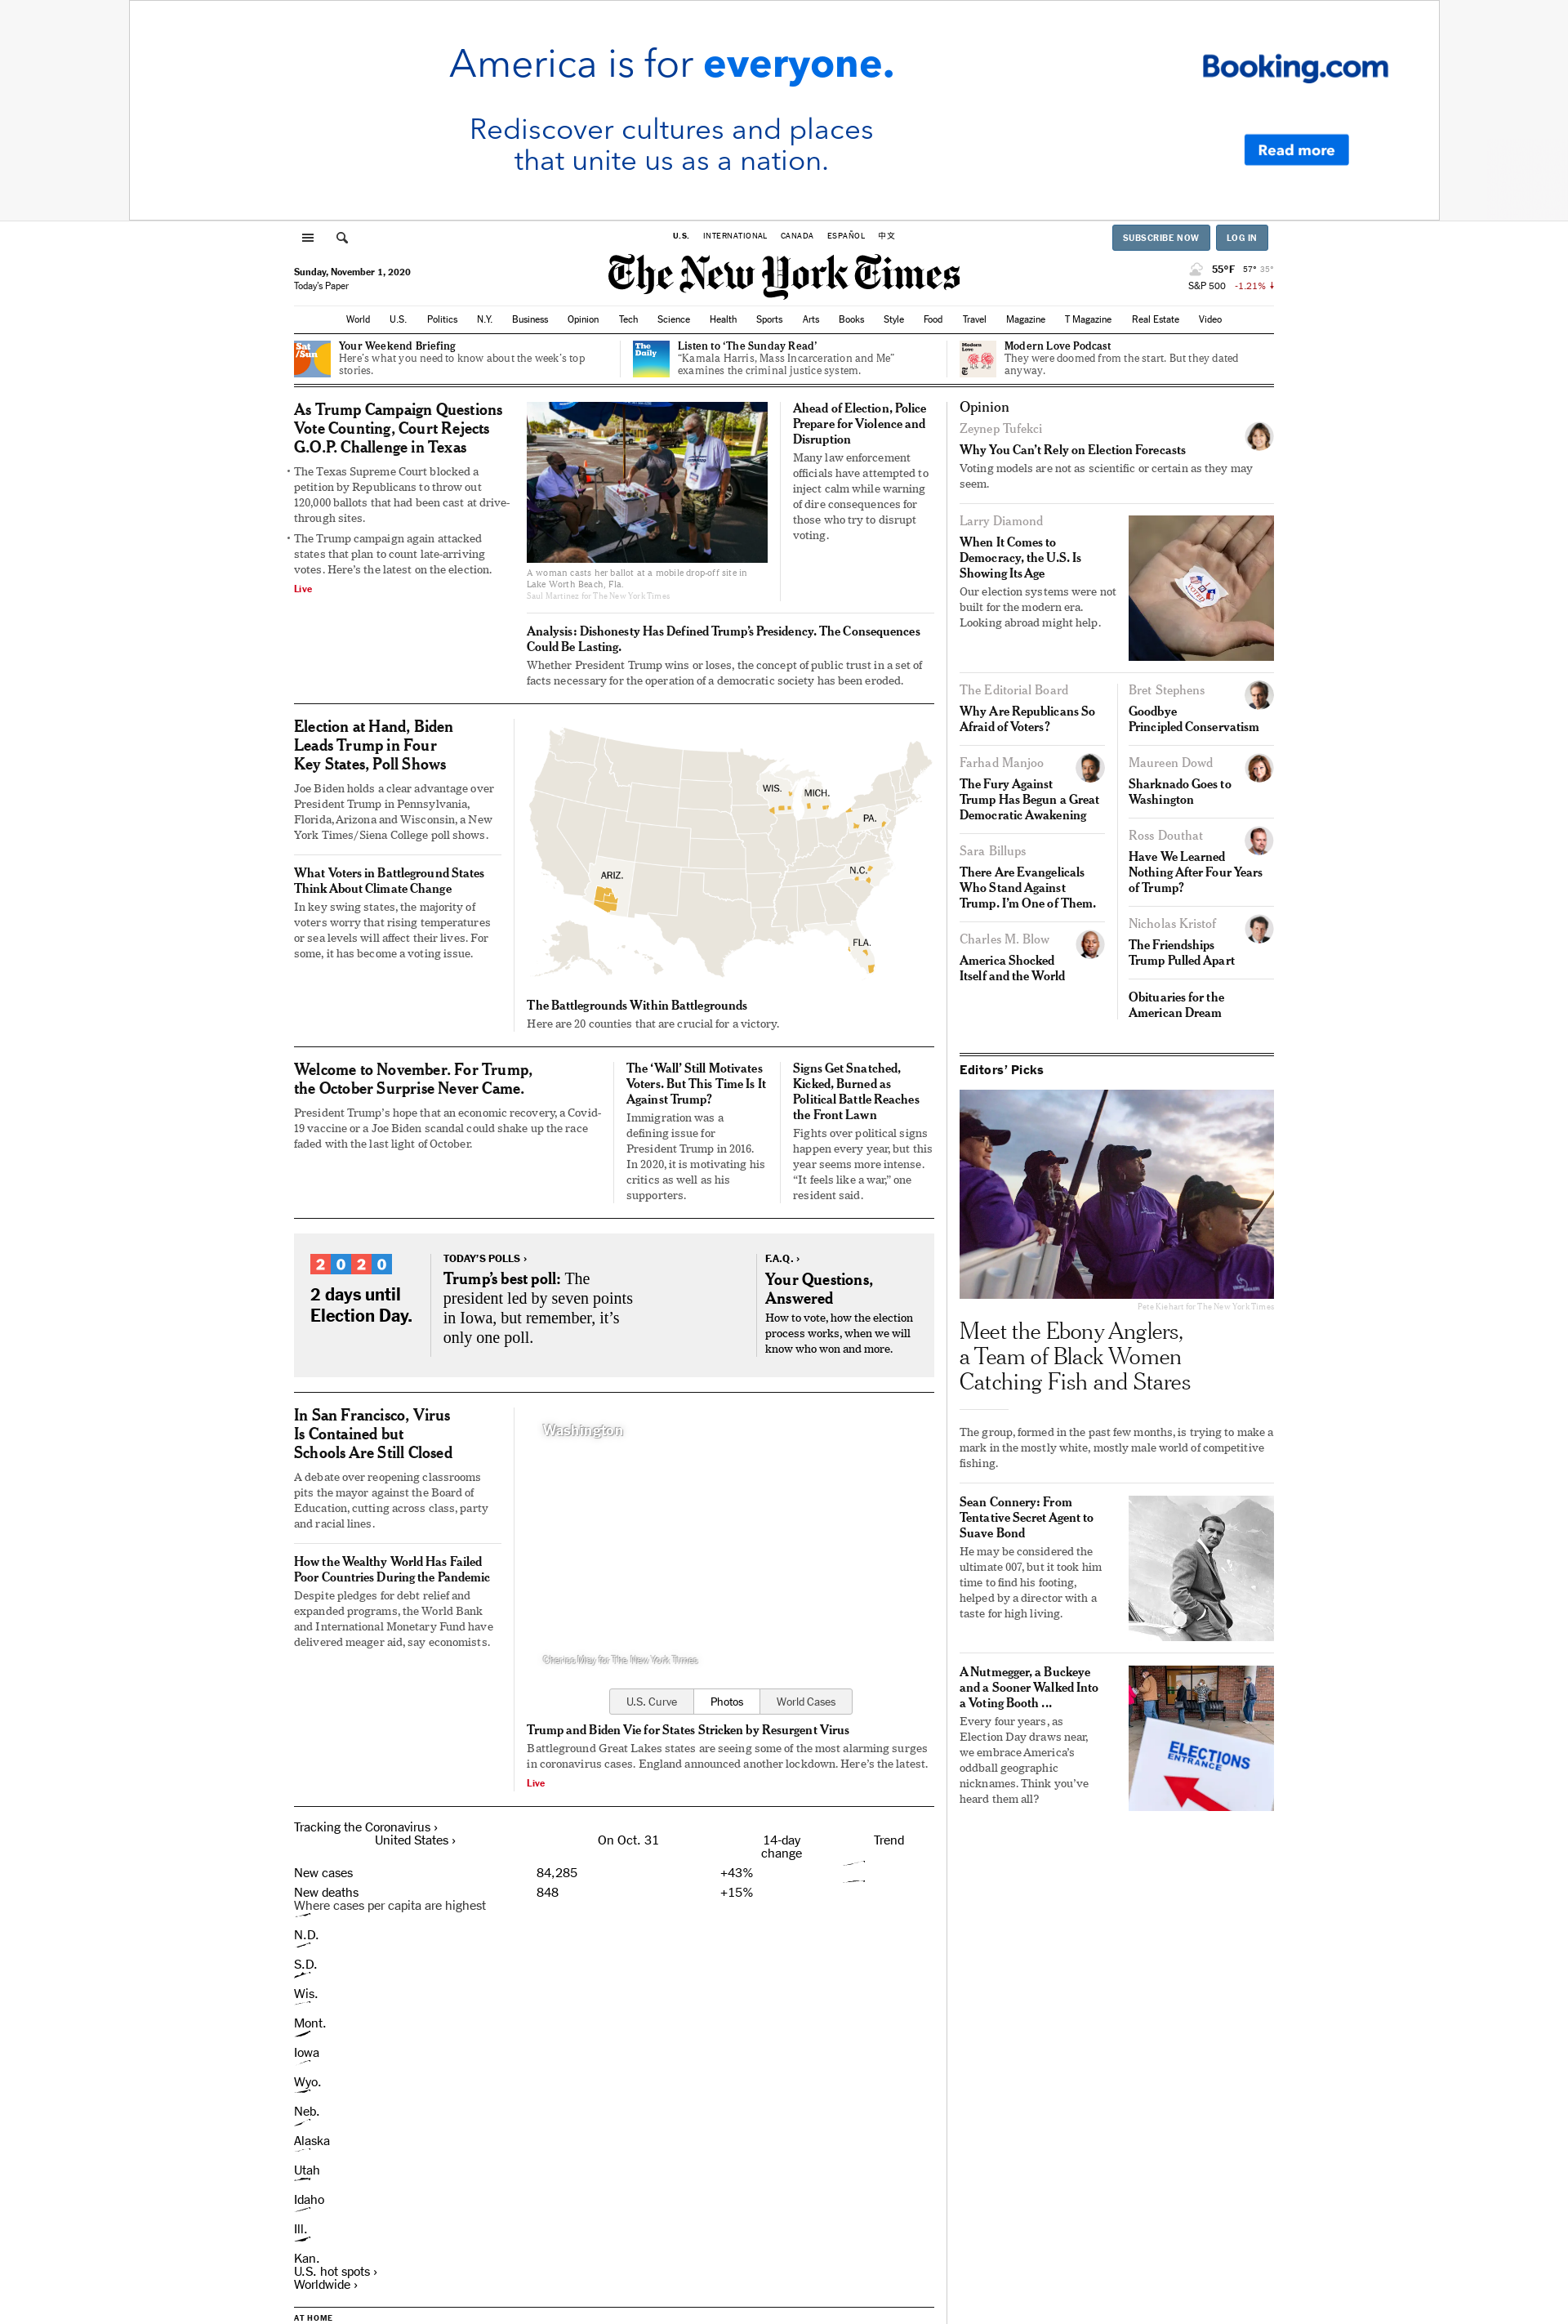 America is for everyone.
Booking.com
Rediscover cultures and places
that unite us as a nation.
Read more
U.S. INTERNATIONAL CANADA ESPAÑOL 中文
SUBSCRIBE NOW LOG IN
Sunday, November 1, 2020
Today's Paper
The New York Times
55°F 57° 35°
S&P 500 -1.21% ↓
World U.S. Politics N.Y. Business Opinion Tech Science Health Sports Arts Books Style Food Travel Magazine T Magazine Real Estate Video
Sat
/Sun
Your Weekend Briefing
Here's what you need to know about the week's top
stories.
The
Daily
Listen to ‘The Sunday Read’
“Kamala Harris, Mass Incarceration and Me”
examines the criminal justice system.
Modern
Love
Modern Love Podcast
They were doomed from the start. But they dated
anyway.
As Trump Campaign Questions
Vote Counting, Court Rejects
G.O.P. Challenge in Texas
• The Texas Supreme Court blocked a
petition by Republicans to throw out
120,000 ballots that had been cast at drive-
through sites.
• The Trump campaign again attacked
states that plan to count late-arriving
votes. Here's the latest on the election.
Live
A woman casts her ballot at a mobile drop-off site in
Lake Worth Beach, Fla.
Saul Martinez for The New York Times
Ahead of Election, Police
Prepare for Violence and
Disruption
Many law enforcement
officials have attempted to
inject calm while warning
of dire consequences for
those who try to disrupt
voting.
Analysis: Dishonesty Has Defined Trump's Presidency. The Consequences
Could Be Lasting.
Whether President Trump wins or loses, the concept of public trust in a set of
facts necessary for the operation of a democratic society has been eroded.
Election at Hand, Biden
Leads Trump in Four
Key States, Poll Shows
Joe Biden holds a clear advantage over
President Trump in Pennsylvania,
Florida, Arizona and Wisconsin, a New
York Times/Siena College poll shows.
What Voters in Battleground States
Think About Climate Change
In key swing states, the majority of
voters worry that rising temperatures
or sea levels will affect their lives. For
some, it has become a voting issue.
WIS.
MICH.
PA.
N.C.
ARIZ.
FLA.
The Battlegrounds Within Battlegrounds
Here are 20 counties that are crucial for a victory.
Welcome to November. For Trump,
the October Surprise Never Came.
President Trump's hope that an economic recovery, a Covid-
19 vaccine or a Joe Biden scandal could shake up the race
faded with the last light of October.
The ‘Wall’ Still Motivates
Voters. But This Time Is It
Against Trump?
Immigration was a
defining issue for
President Trump in 2016.
In 2020, it is motivating his
critics as well as his
supporters.
Signs Get Snatched,
Kicked, Burned as
Political Battle Reaches
the Front Lawn
Fights over political signs
happen every year, but this
year seems more intense.
“It feels like a war,” one
resident said.
2020
2 days until
Election Day.
TODAY'S POLLS ›
Trump's best poll: The
president led by seven points
in Iowa, but remember, it's
only one poll.
F.A.Q. ›
Your Questions,
Answered
How to vote, how the election
process works, when we will
know who won and more.
In San Francisco, Virus
Is Contained but
Schools Are Still Closed
A debate over reopening classrooms
pits the mayor against the Board of
Education, cutting across class, party
and racial lines.
How the Wealthy World Has Failed
Poor Countries During the Pandemic
Despite pledges for debt relief and
expanded programs, the World Bank
and International Monetary Fund have
delivered meager aid, say economists.
Washington
Cheriss May for The New York Times
U.S. Curve Photos World Cases
Trump and Biden Vie for States Stricken by Resurgent Virus
Battleground Great Lakes states are seeing some of the most alarming surges
in coronavirus cases. England announced another lockdown. Here's the latest.
Live
Tracking the Coronavirus ›
United States › On Oct. 31 14-day
change Trend
New cases 84,285 +43%
New deaths 848 +15%
Where cases per capita are highest
N.D.
S.D.
Wis.
Mont.
Iowa
Wyo.
Neb.
Alaska
Utah
Idaho
Ill.
Kan.
U.S. hot spots ›
Worldwide ›
AT HOME
Opinion
Zeynep Tufekci
Why You Can't Rely on Election Forecasts
Voting models are not as scientific or certain as they may
seem.
Larry Diamond
When It Comes to
Democracy, the U.S. Is
Showing Its Age
Our election systems were not
built for the modern era.
Looking abroad might help.
The Editorial Board
Why Are Republicans So
Afraid of Voters?
Farhad Manjoo
The Fury Against
Trump Has Begun a Great
Democratic Awakening
Sara Billups
There Are Evangelicals
Who Stand Against
Trump. I'm One of Them.
Charles M. Blow
America Shocked
Itself and the World
Bret Stephens
Goodbye
Principled Conservatism
Maureen Dowd
Sharknado Goes to
Washington
Ross Douthat
Have We Learned
Nothing After Four Years
of Trump?
Nicholas Kristof
The Friendships
Trump Pulled Apart
Obituaries for the
American Dream
Editors' Picks
Pete Kiehart for The New York Times
Meet the Ebony Anglers,
a Team of Black Women
Catching Fish and Stares
The group, formed in the past few months, is trying to make a
mark in the mostly white, mostly male world of competitive
fishing.
Sean Connery: From
Tentative Secret Agent to
Suave Bond
He may be considered the
ultimate 007, but it took him
time to find his footing,
helped by a director with a
taste for high living.
A Nutmegger, a Buckeye
and a Sooner Walked Into
a Voting Booth ...
Every four years, as
Election Day draws near,
we embrace America's
oddball geographic
nicknames. Think you've
heard them all?
ELECTIONS
ENTRANCE